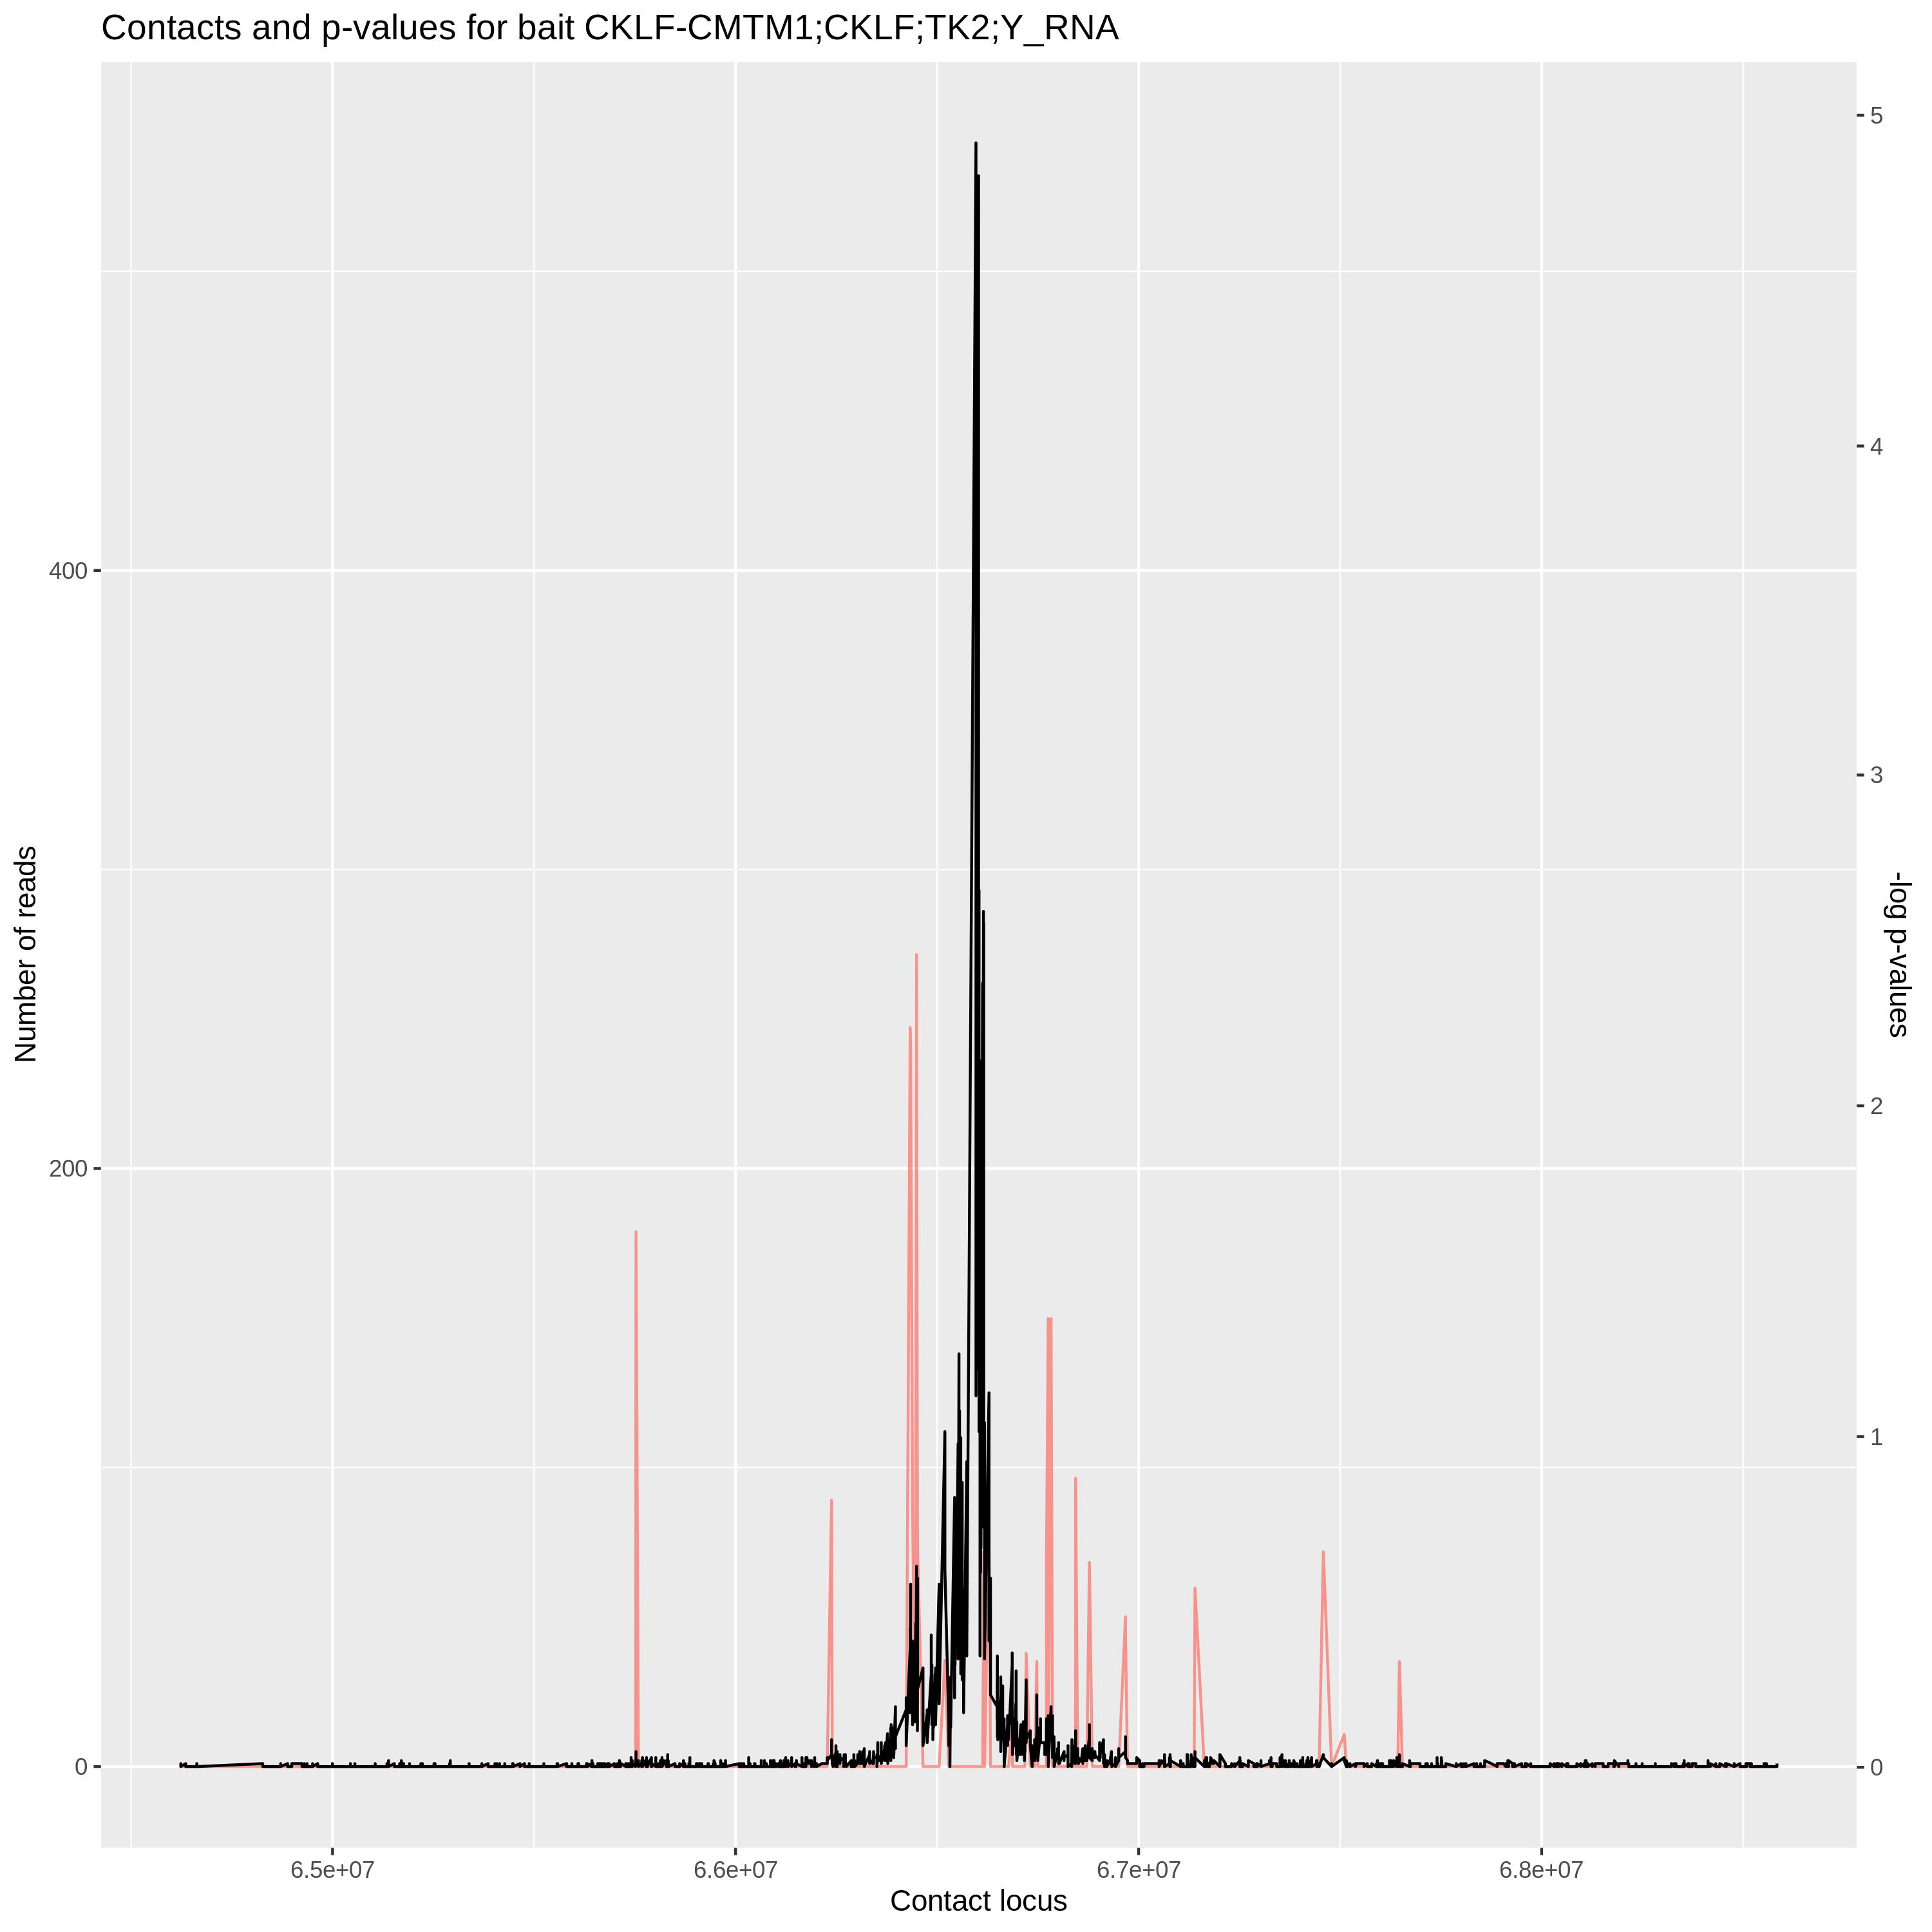 Contacts and p-values for bait CKLF-CMTM1;CKLF;TK2;Y_RNA
Number of reads
400
200
0
5
4
3
2
1
0
-log p-values
6.5e+07
6.6e+07
6.7e+07
6.8e+07
Contact locus